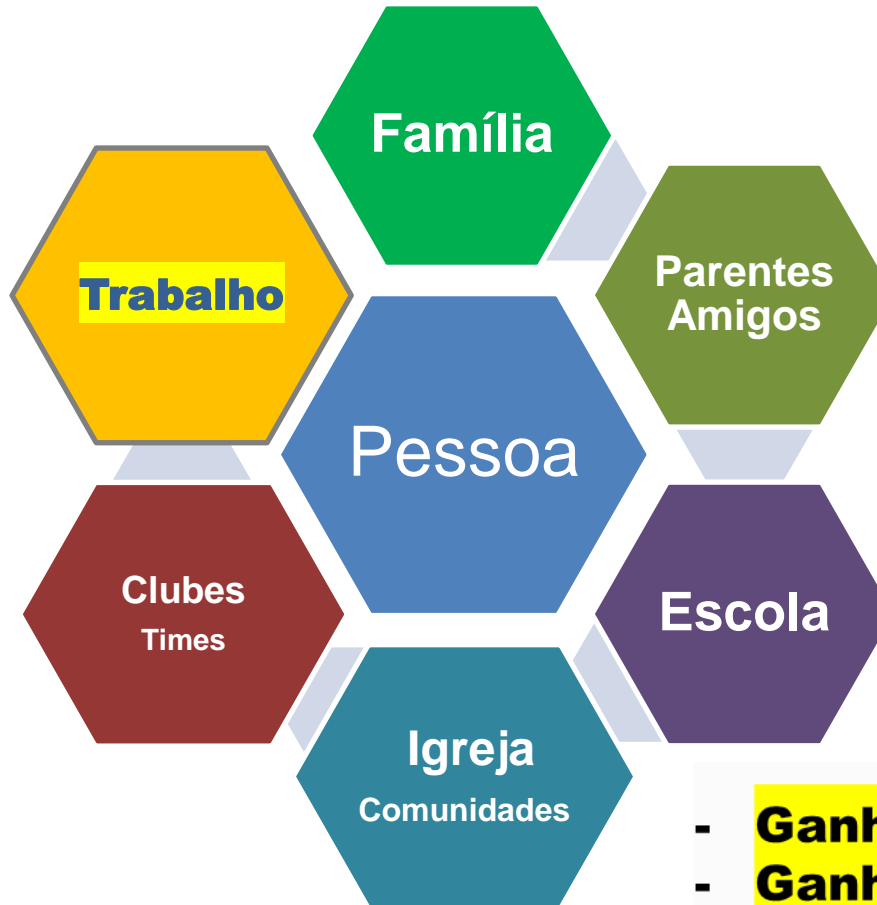 Família
Trabalho
Parentes
Amigos
Pessoa
Clubes
Times
Escola
Igreja
Comunidades
-
-